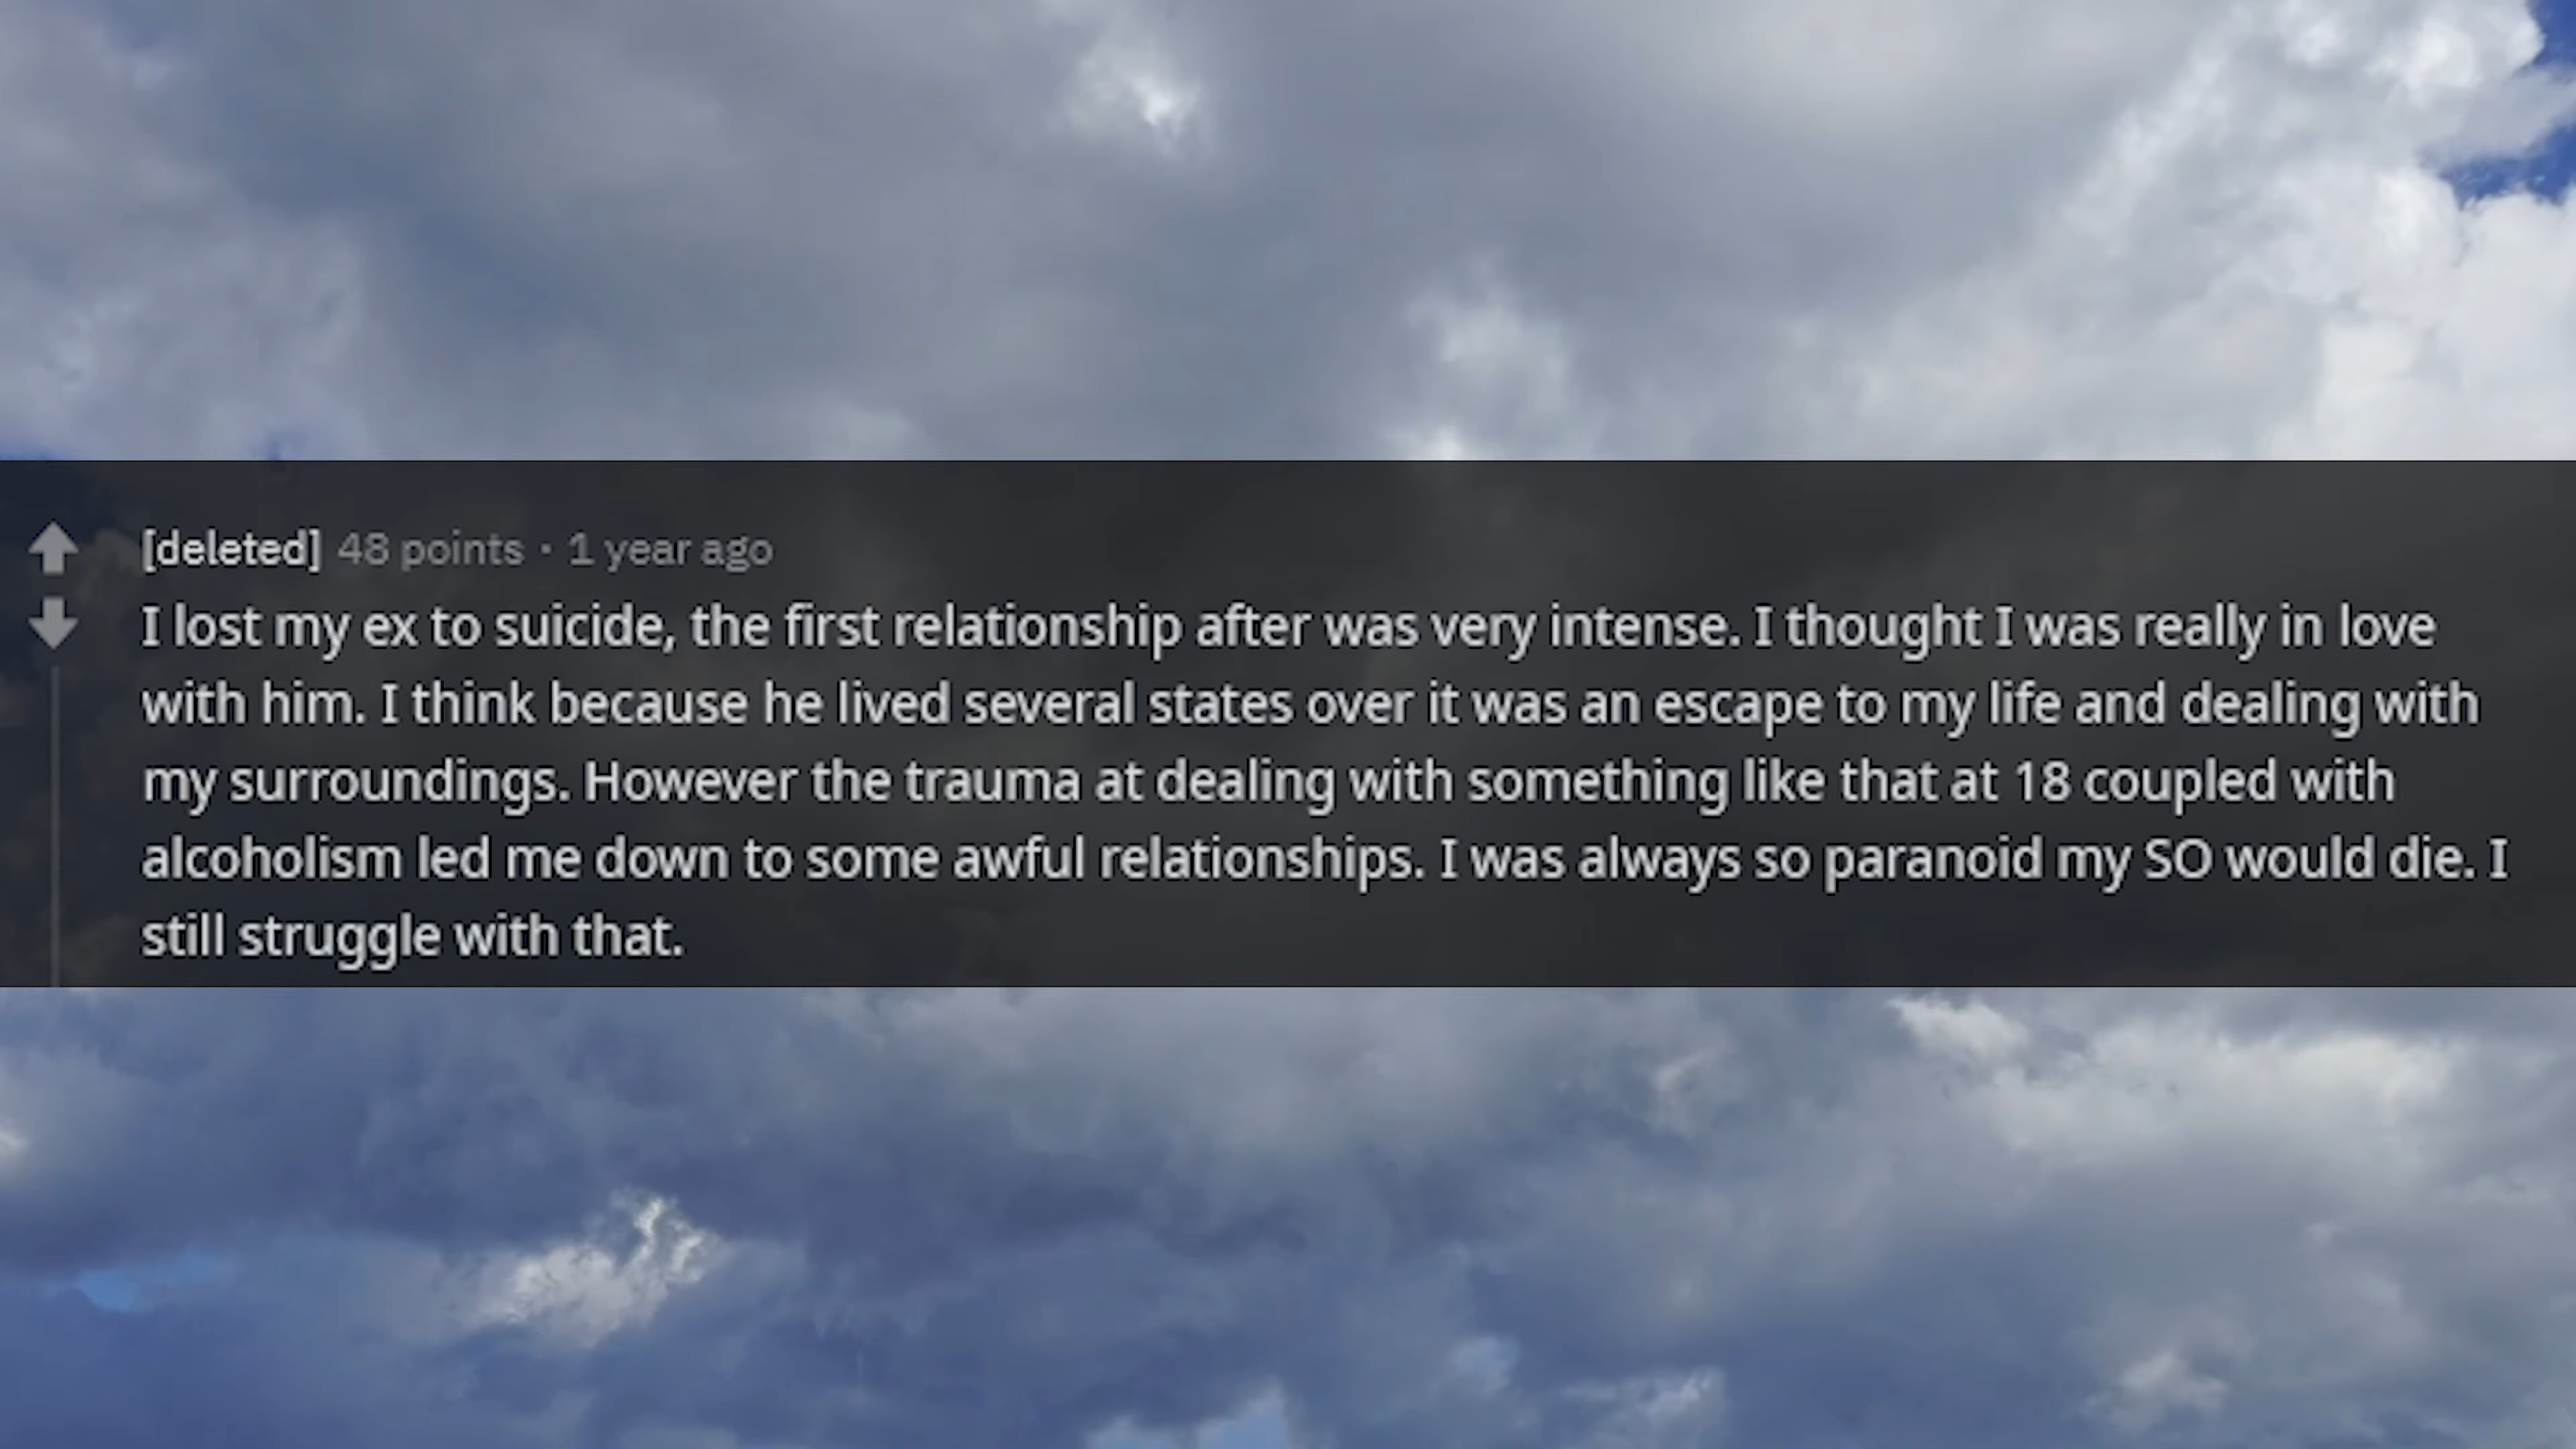 [deleted] 48 points · 1 year ago
I lost my ex to suicide, the first relationship after was very intense. I thought I was really in love
with him. I think because he lived several states over it was an escape to my life and dealing with
my surroundings. However the trauma at dealing with something like that at 18 coupled with
alcoholism led me down to some awful relationships. I was always so paranoid my SO would die. I
still struggle with that.